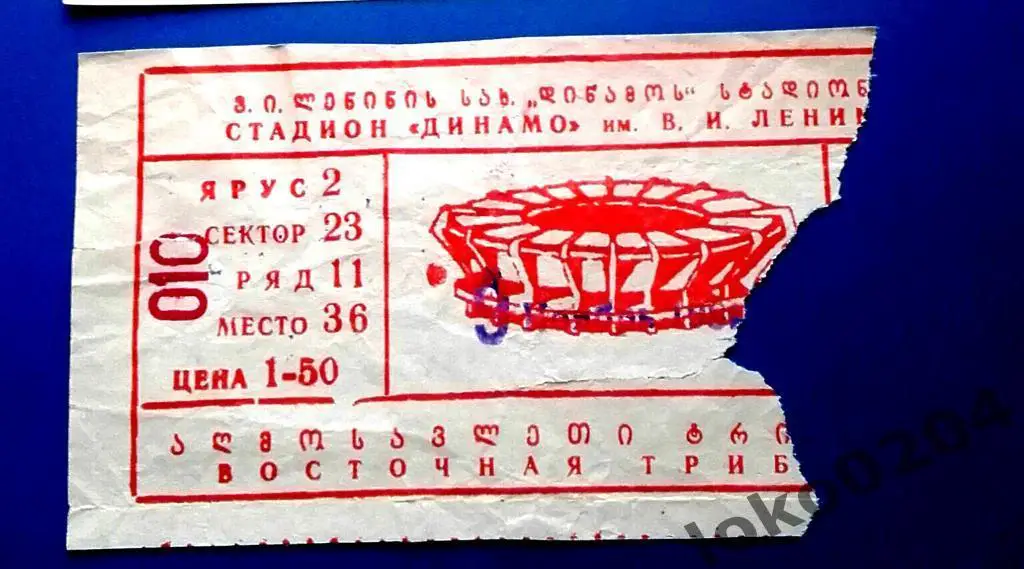 ვ. ი. ლენინის სახ. „დინამოს“ სტადიონ
СТАДИОН «ДИНАМО» им. В. И. ЛЕНИН
ЯРУС 2
СЕКТОР 23
РЯД 11
МЕСТО 36
ЦЕНА 1-50
010
აღმოსავლეთი ტრი
ВОСТОЧНАЯ ТРИБ
loko0204